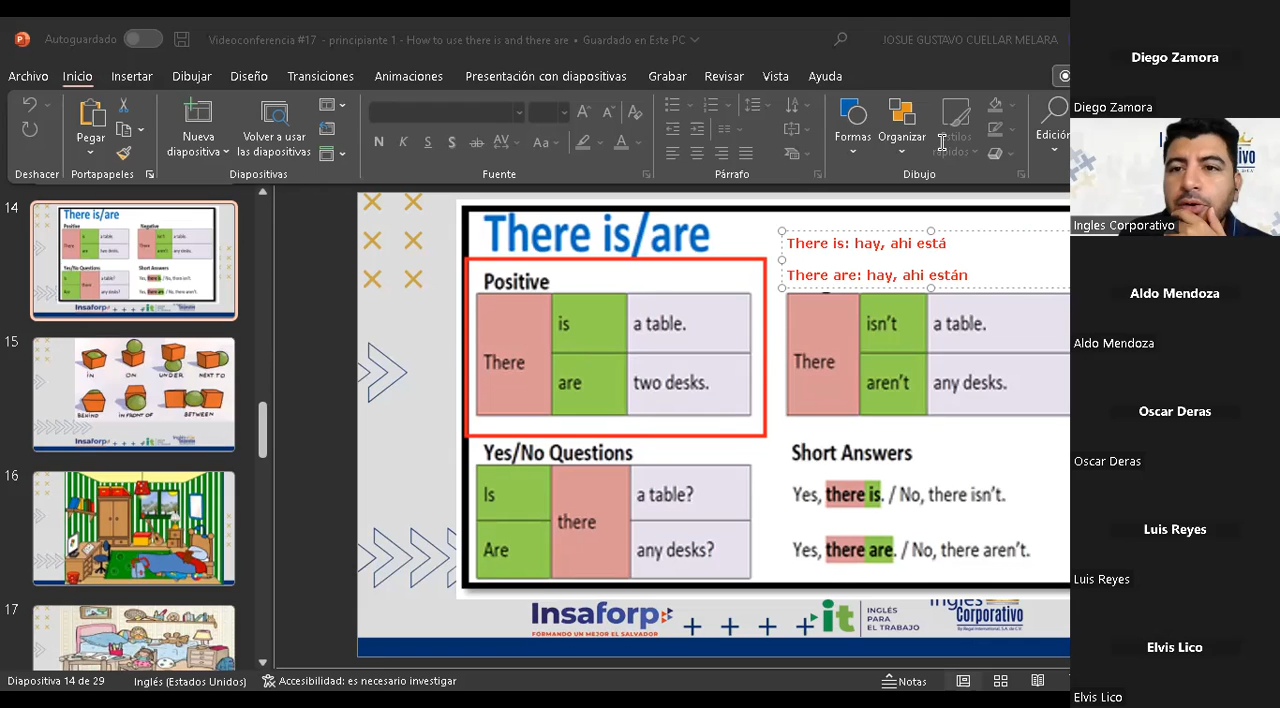 Autoguardado
Videoconferencia #17 - principiante 1 - How to use there is and there are • Guardado en Este PC
JOSUE GUSTAVO CUELLAR MELARA
Archivo Inicio Insertar Dibujar Diseño Transiciones Animaciones Presentación con diapositivas Grabar Revisar Vista Ayuda
Pegar
Nueva diapositiva
Volver a usar las diapositivas
Formas
Organizar
Estilos rápidos
Edición
Deshacer
Portapapeles
Diapositivas
Fuente
Párrafo
Dibujo
14
There is/are
15
IN ON UNDER NEXT TO
BEHIND IN FRONT OF BETWEEN
16
17
There is/are
There is: hay, ahi está
There are: hay, ahi están
Positive
There
is a table.
are two desks.
There
isn't a table.
aren't any desks.
Yes/No Questions
Is
Are
there
a table?
any desks?
Short Answers
Yes, there is. / No, there isn't.
Yes, there are. / No, there aren't.
Insaforp
FORMANDO UN MEJOR EL SALVADOR
it
INGLÉS
PARA
EL TRABAJO
Inglés
Corporativo
Diapositiva 14 de 29
Inglés (Estados Unidos)
Accesibilidad: es necesario investigar
Notas
Diego Zamora
Diego Zamora
Ingles Corporativo
Aldo Mendoza
Aldo Mendoza
Oscar Deras
Oscar Deras
Luis Reyes
Luis Reyes
Elvis Lico
Elvis Lico